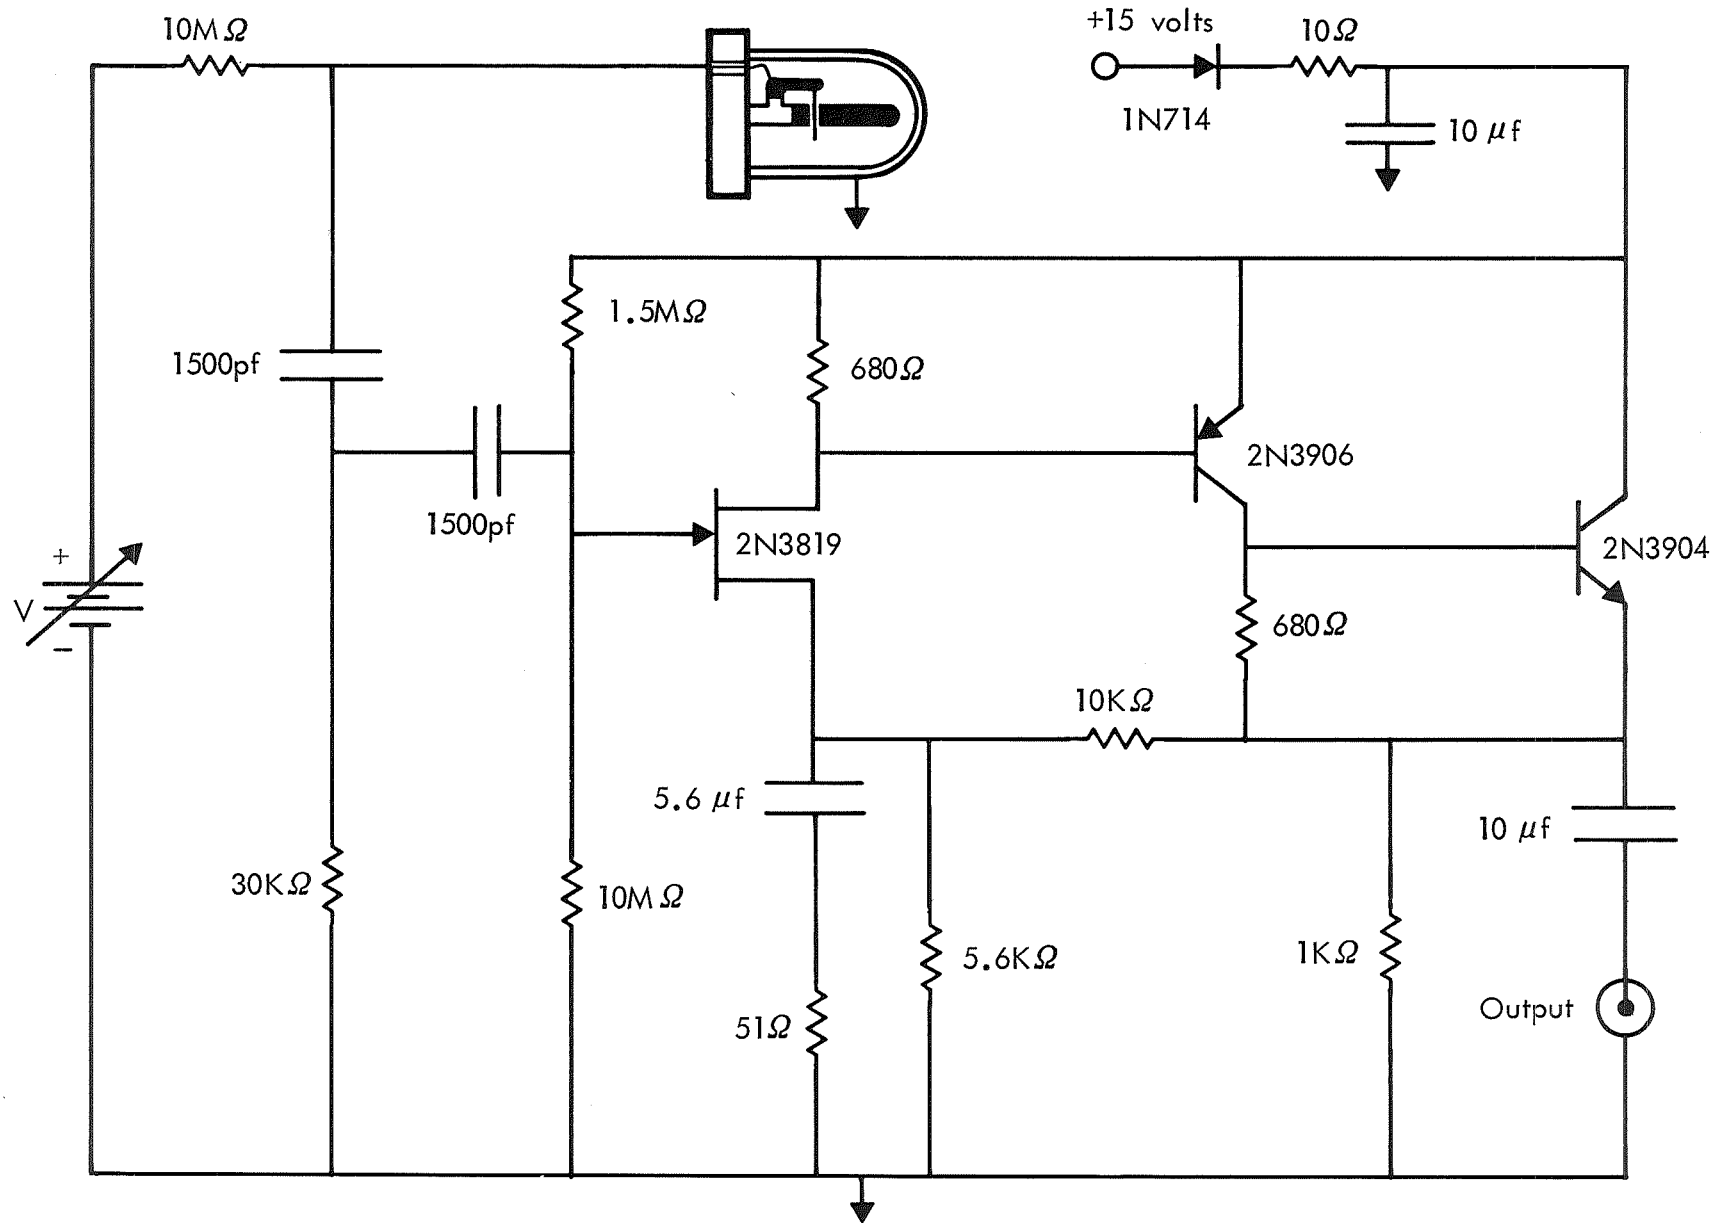 10MΩ
+15 volts
10Ω
1N714
10 μf
1.5MΩ
1500pf
680Ω
2N3906
1500pf
2N3819
2N3904
+
V
−
680Ω
10KΩ
5.6 μf
10 μf
30KΩ
10MΩ
5.6KΩ
1KΩ
51Ω
Output